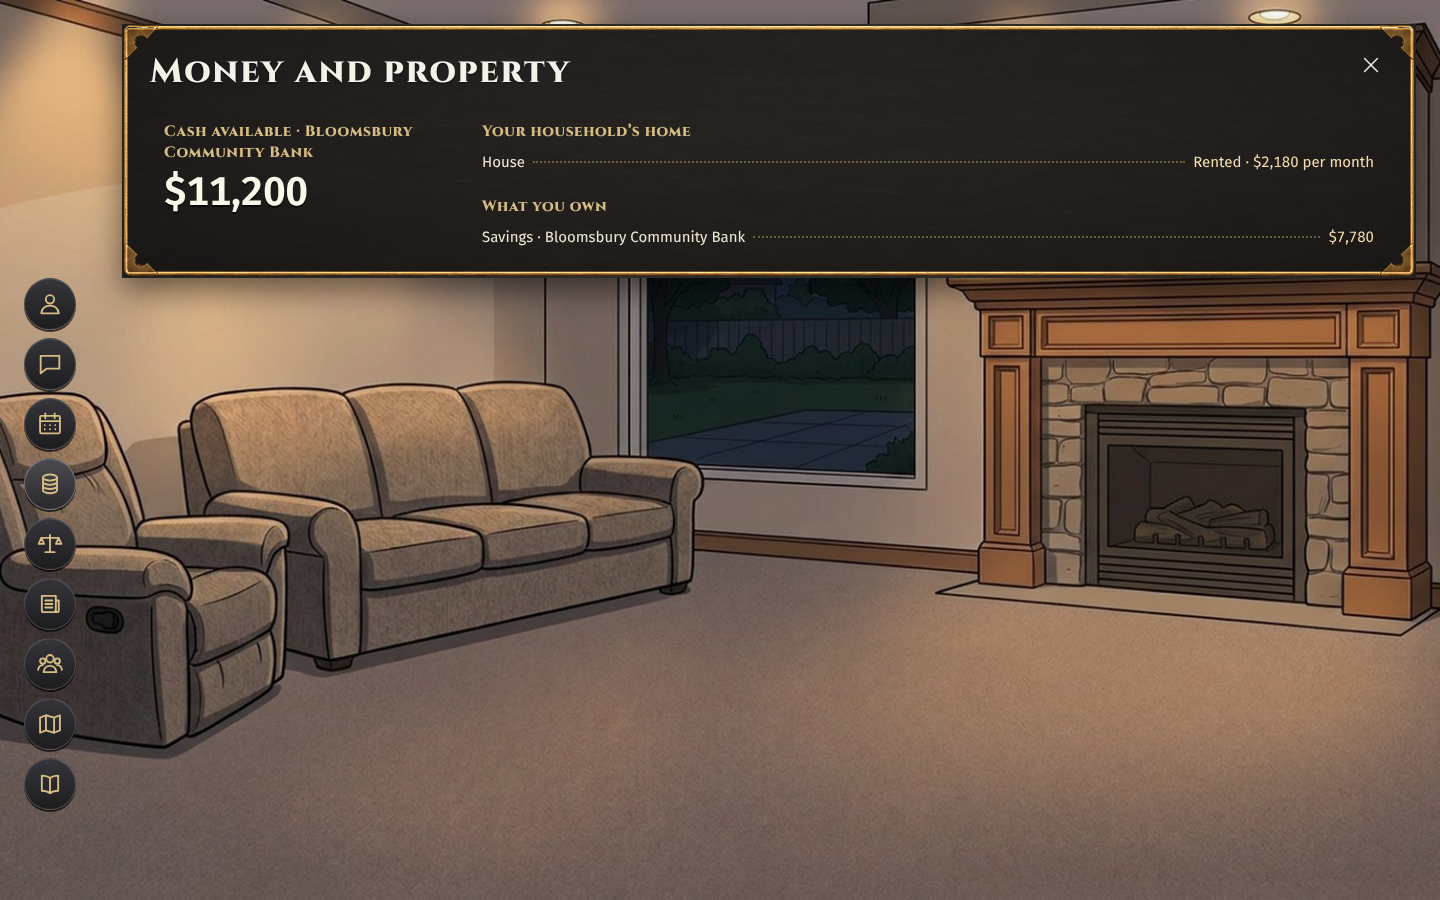 Money and property
Cash available · Bloomsbury
Community Bank
$11,200
Your household's home
House Rented · $2,180 per month
What you own
Savings · Bloomsbury Community Bank $7,780